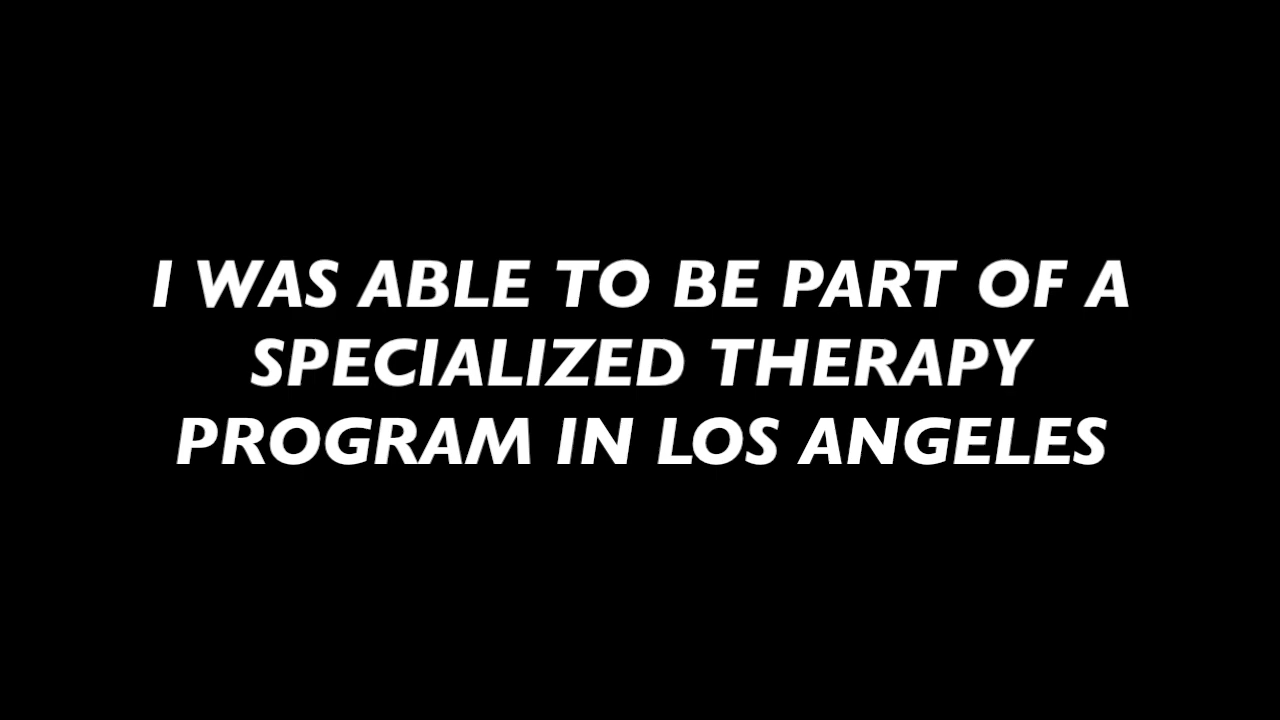 I WAS ABLE TO BE PART OF A
SPECIALIZED THERAPY
PROGRAM IN LOS ANGELES